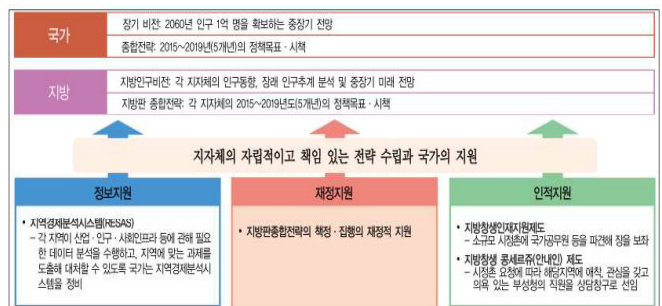 국가
장기 비전: 2060년 인구 1억 명을 확보하는 중장기 전망
종합전략: 2015～2019년(5개년)의 정책목표 · 시책
지방
지방인구비전: 각 지자체의 인구동향, 장래 인구추계 분석 및 중장기 미래 전망
지방판 종합전략: 각 지자체의 2015～2019년도(5개년)의 정책목표 · 시책
지자체의 자립적이고 책임 있는 전략 수립과 국가의 지원
정보지원
• 지역경제분석시스템(RESAS)
– 각 지역이 산업 · 인구 · 사회인프라 등에 관해 필요
한 데이터 분석을 수행하고, 지역에 맞는 과제를
도출해 대처할 수 있도록 국가는 지역경제분석시
스템을 정비
재정지원
• 지방판종합전략의 책정 · 집행의 재정적 지원
인적지원
• 지방창생인재지원제도
– 소규모 시정촌에 국가공무원 등을 파견해 장을 보좌
• 지방창생 콩세르쥬(안내인) 제도
– 시정촌 요청에 따라 해당지역에 애착, 관심을 갖고
의욕 있는 부성청의 직원을 상담창구로 선임